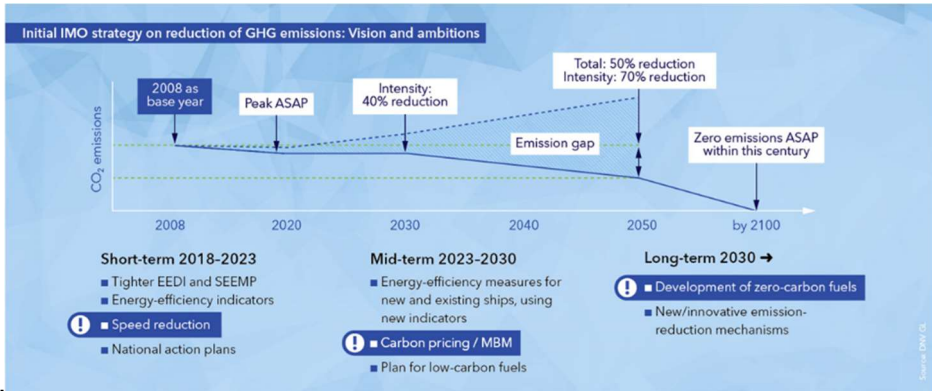 Initial IMO strategy on reduction of GHG emissions: Vision and ambitions
Total: 50% reduction
Intensity: 70% reduction
2008 as
base year
Peak ASAP
Intensity:
40% reduction
Emission gap
Zero emissions ASAP
within this century
CO₂ emissions
2008
2020
2030
2040
2050
by 2100
Short-term 2018–2023
■ Tighter EEDI and SEEMP
■ Energy-efficiency indicators
! ■ Speed reduction
■ National action plans
Mid-term 2023–2030
■ Energy-efficiency measures for
new and existing ships, using
new indicators
! ■ Carbon pricing / MBM
■ Plan for low-carbon fuels
Long-term 2030 ➔
! ■ Development of zero-carbon fuels
■ New/innovative emission-
reduction mechanisms
Source: DNV GL